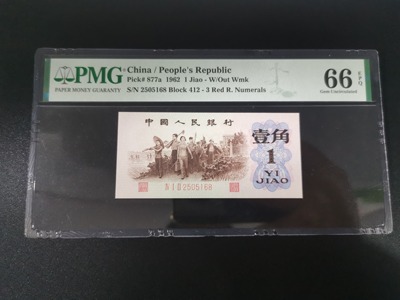 PMG
PAPER MONEY GUARANTY
China / People's Republic
Pick# 877a 1962 1 Jiao - W/Out Wmk
S/N 2505168 Block 412 - 3 Red R. Numerals
66 EPQ
Gem Uncirculated
中國人民銀行
壹角
1
YI
JIAO
2505168